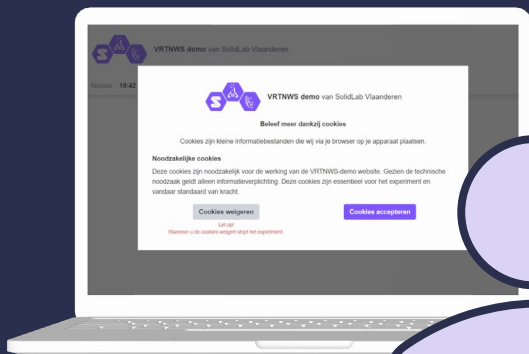 VRTNWS demo van SolidLab Vlaanderen
Nieuws 19:42
S
VRTNWS demo van SolidLab Vlaanderen
Beleef meer dankzij cookies
Cookies zijn kleine informatiebestanden die wij via je browser op je apparaat plaatsen.
Noodzakelijke cookies
Deze cookies zijn noodzakelijk voor de werking van de VRTNWS-demo website. Gezien de technische
noodzaak geldt alleen informatieverplichting. Deze cookies zijn essentieel voor het experiment en
vandaar standaard van kracht.
Cookies weigeren
Cookies accepteren
Let op!
Wanneer u de cookies weigert stopt het experiment.